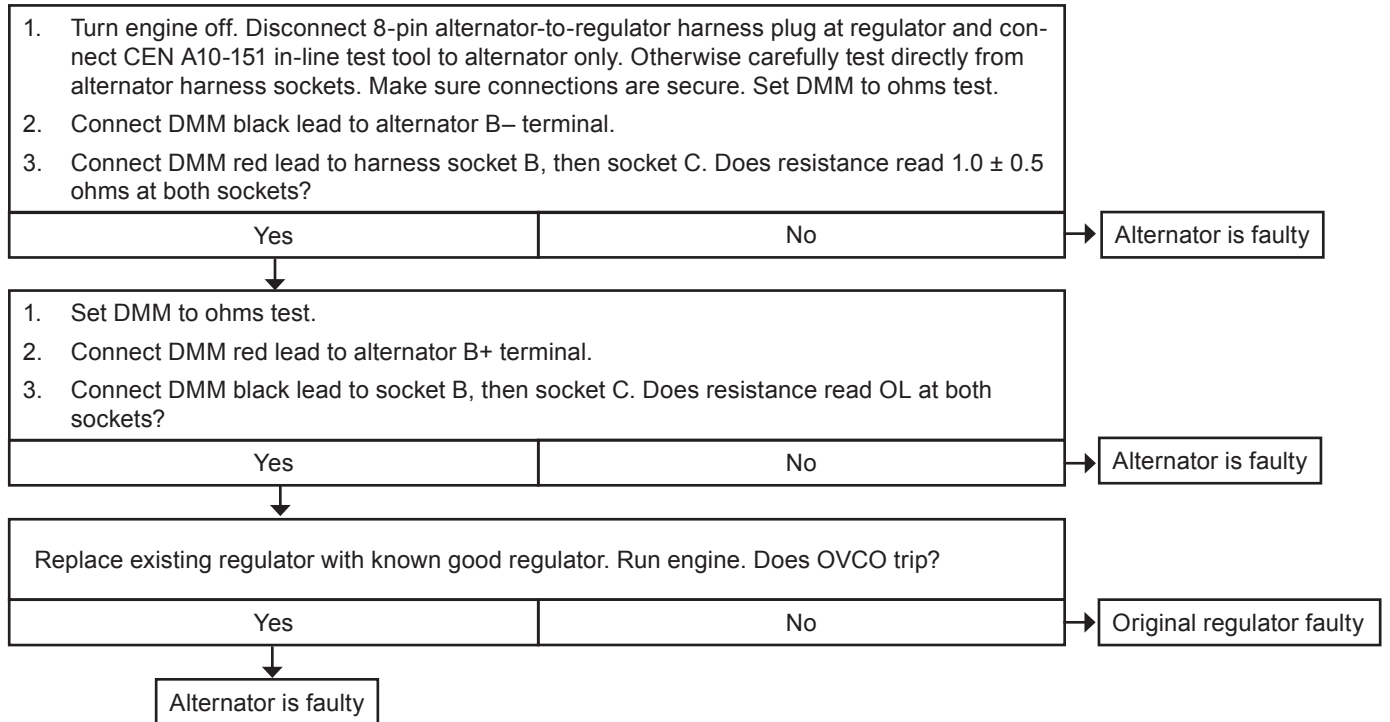 1. Turn engine off. Disconnect 8-pin alternator-to-regulator harness plug at regulator and con-
nect CEN A10-151 in-line test tool to alternator only. Otherwise carefully test directly from
alternator harness sockets. Make sure connections are secure. Set DMM to ohms test.
2. Connect DMM black lead to alternator B– terminal.
3. Connect DMM red lead to harness socket B, then socket C. Does resistance read 1.0 ± 0.5
ohms at both sockets?
Yes
No
Alternator is faulty
1. Set DMM to ohms test.
2. Connect DMM red lead to alternator B+ terminal.
3. Connect DMM black lead to socket B, then socket C. Does resistance read OL at both
sockets?
Yes
No
Alternator is faulty
Replace existing regulator with known good regulator. Run engine. Does OVCO trip?
Yes
No
Original regulator faulty
Alternator is faulty